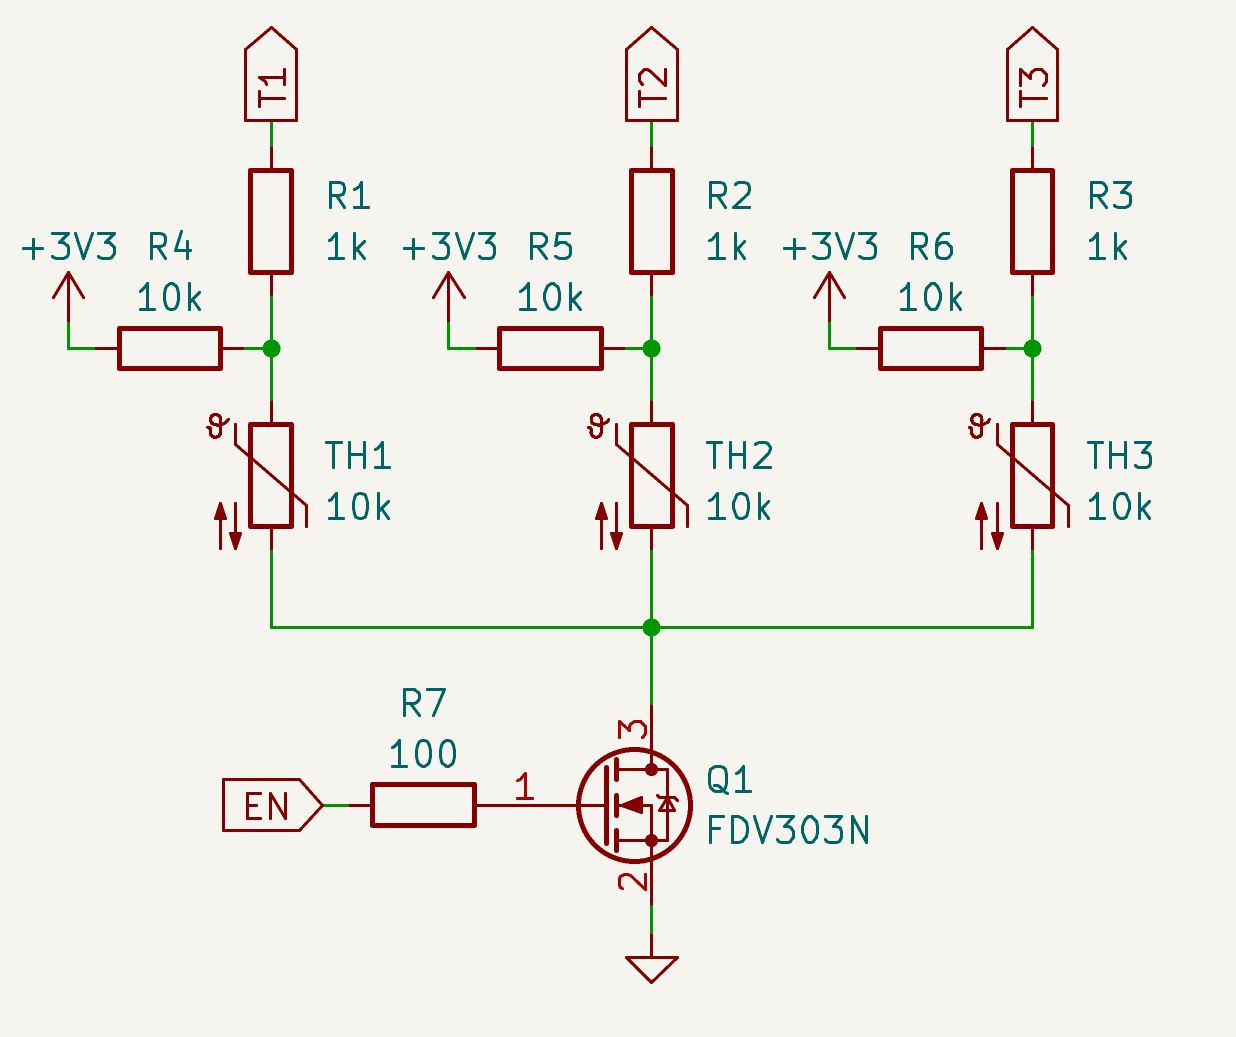 T1
T2
T3
R1
1k
R2
1k
R3
1k
+3V3
R4
10k
+3V3
R5
10k
+3V3
R6
10k
ϑ
TH1
10k
ϑ
TH2
10k
ϑ
TH3
10k
R7
100
EN
1
3
2
Q1
FDV303N